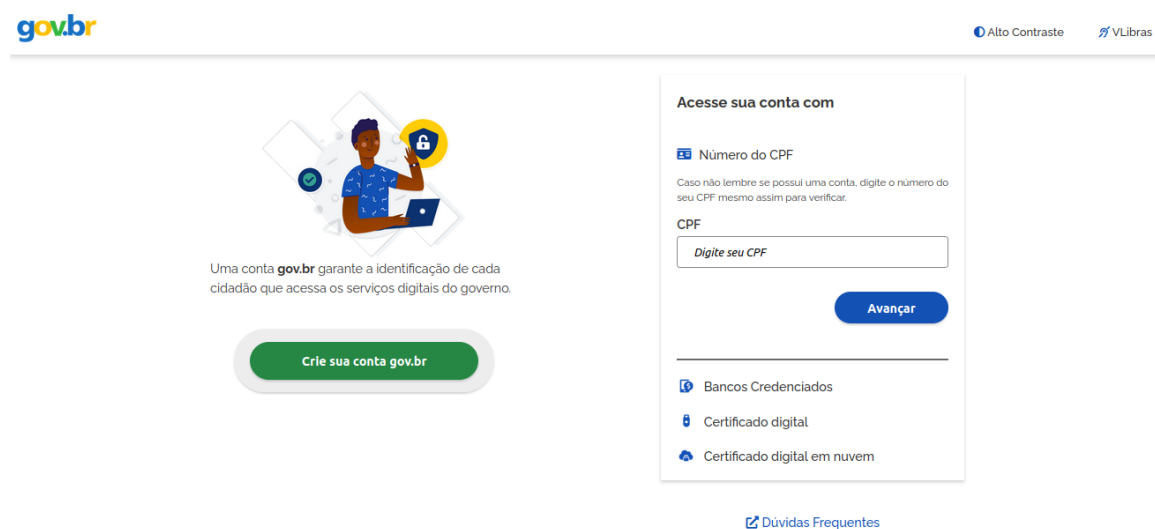 gov.br
Alto Contraste
VLibras
Uma conta gov.br garante a identificação de cada
cidadão que acessa os serviços digitais do governo.
Crie sua conta gov.br
Acesse sua conta com
Número do CPF
Caso não lembre se possui uma conta, digite o número do
seu CPF mesmo assim para verificar.
CPF
Digite seu CPF
Avançar
Bancos Credenciados
Certificado digital
Certificado digital em nuvem
Dúvidas Frequentes